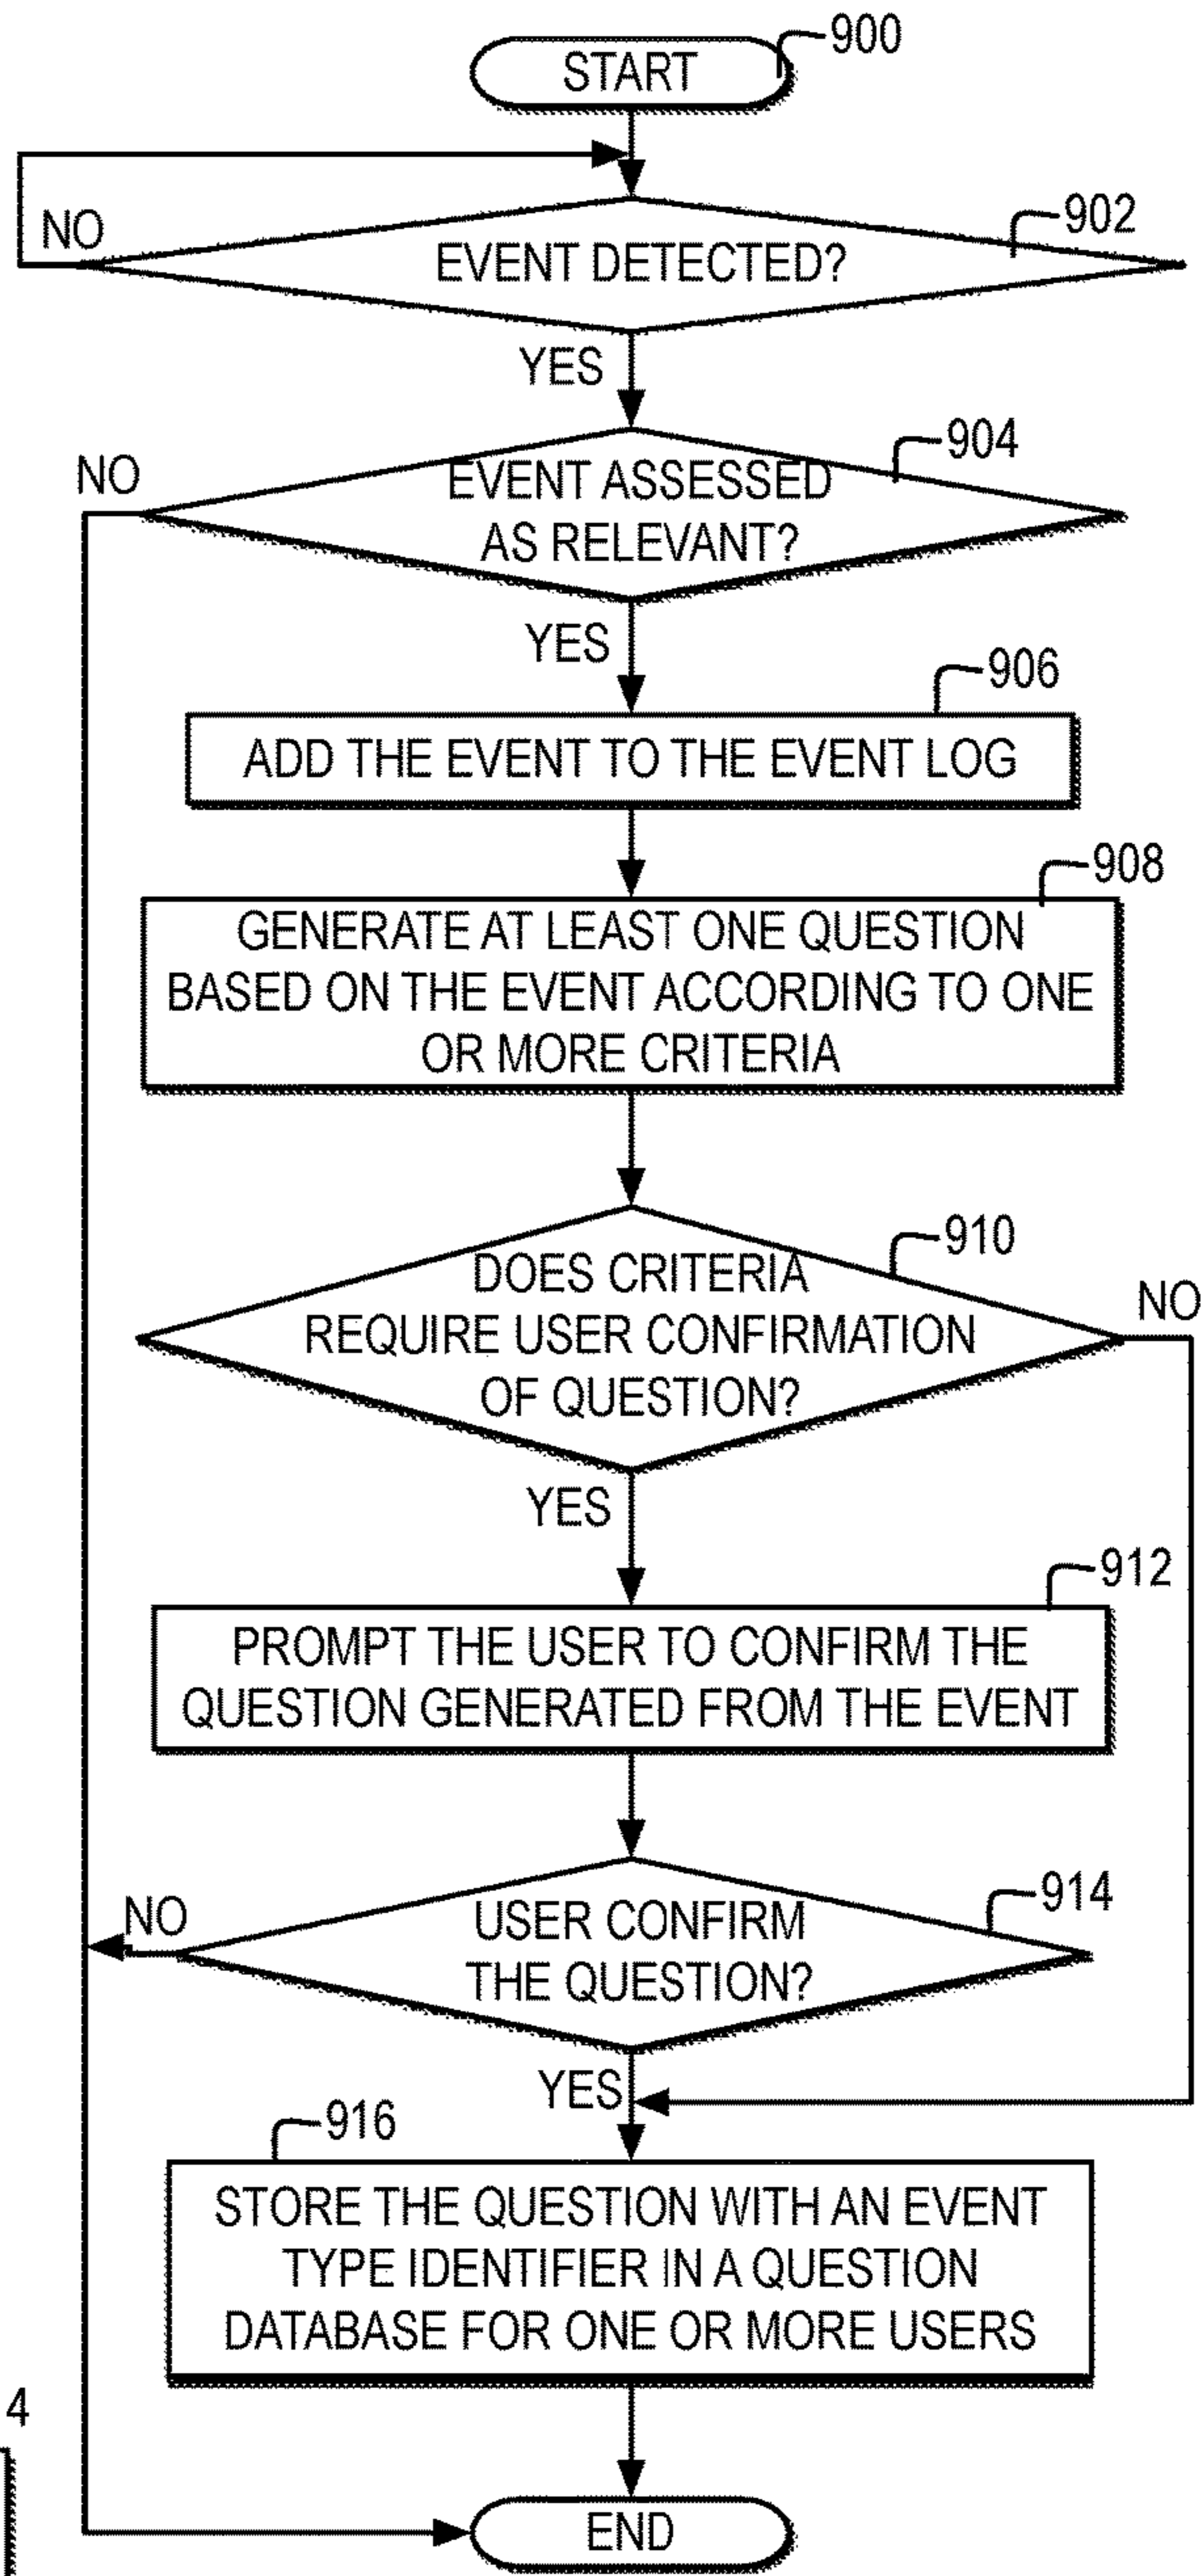 START
900
NO
EVENT DETECTED?
902
YES
NO
EVENT ASSESSED
AS RELEVANT?
904
YES
906
ADD THE EVENT TO THE EVENT LOG
908
GENERATE AT LEAST ONE QUESTION
BASED ON THE EVENT ACCORDING TO ONE
OR MORE CRITERIA
910
DOES CRITERIA
REQUIRE USER CONFIRMATION
OF QUESTION?
NO
YES
912
PROMPT THE USER TO CONFIRM THE
QUESTION GENERATED FROM THE EVENT
914
NO
USER CONFIRM
THE QUESTION?
YES
916
STORE THE QUESTION WITH AN EVENT
TYPE IDENTIFIER IN A QUESTION
DATABASE FOR ONE OR MORE USERS
4
END